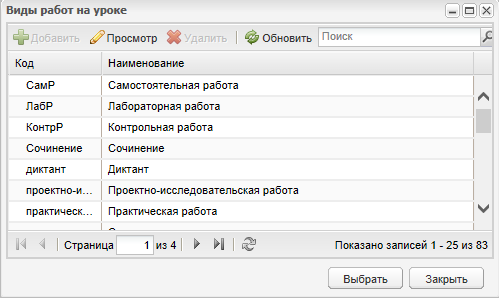 Виды работ на уроке
Добавить Просмотр Удалить Обновить Поиск
Код Наименование
СамР Самостоятельная работа
ЛабР Лабораторная работа
КонтрР Контрольная работа
Сочинение Сочинение
диктант Диктант
проектно-и... Проектно-исследовательская работа
практическ... Практическая работа
Страница 1 из 4 Показано записей 1 - 25 из 83
Выбрать Закрыть